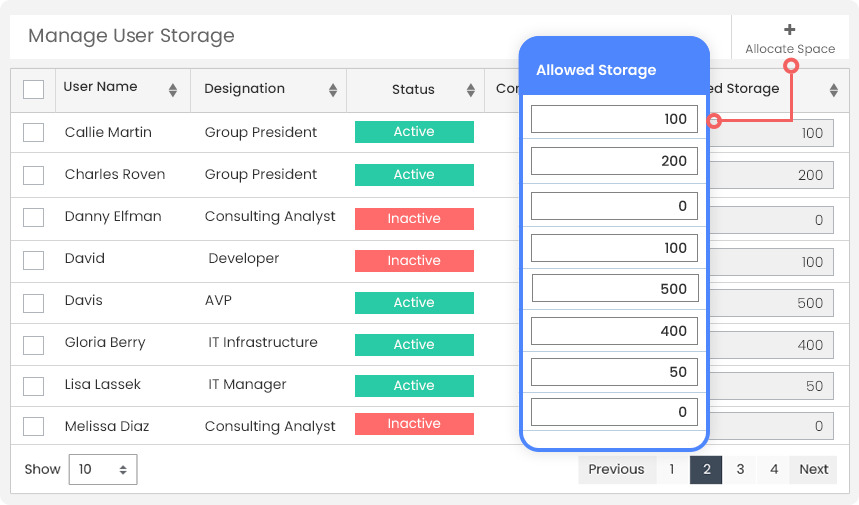 Manage User Storage
Allocate Space
User Name Designation Status Con Allowed Storage ed Storage
Callie Martin Group President Active 100 100
Charles Roven Group President Active 200 200
Danny Elfman Consulting Analyst Inactive 0 0
David Developer Inactive 100 100
Davis AVP Active 500 500
Gloria Berry IT Infrastructure Active 400 400
Lisa Lassek IT Manager Active 50 50
Melissa Diaz Consulting Analyst Inactive 0 0
Show 10 Previous 1 2 3 4 Next